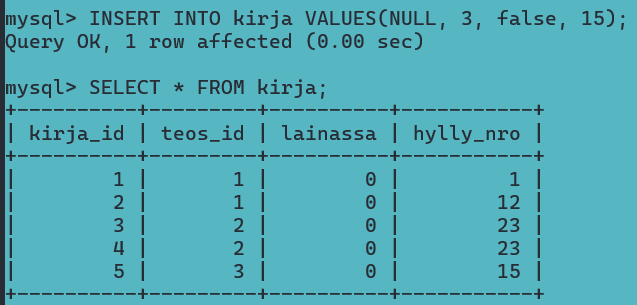 mysql> INSERT INTO kirja VALUES(NULL, 3, false, 15);
Query OK, 1 row affected (0.00 sec)

mysql> SELECT * FROM kirja;
+----------+---------+----------+-----------+
| kirja_id | teos_id | lainassa | hylly_nro |
+----------+---------+----------+-----------+
|        1 |       1 |        0 |         1 |
|        2 |       1 |        0 |        12 |
|        3 |       2 |        0 |        23 |
|        4 |       2 |        0 |        23 |
|        5 |       3 |        0 |        15 |
+----------+---------+----------+-----------+